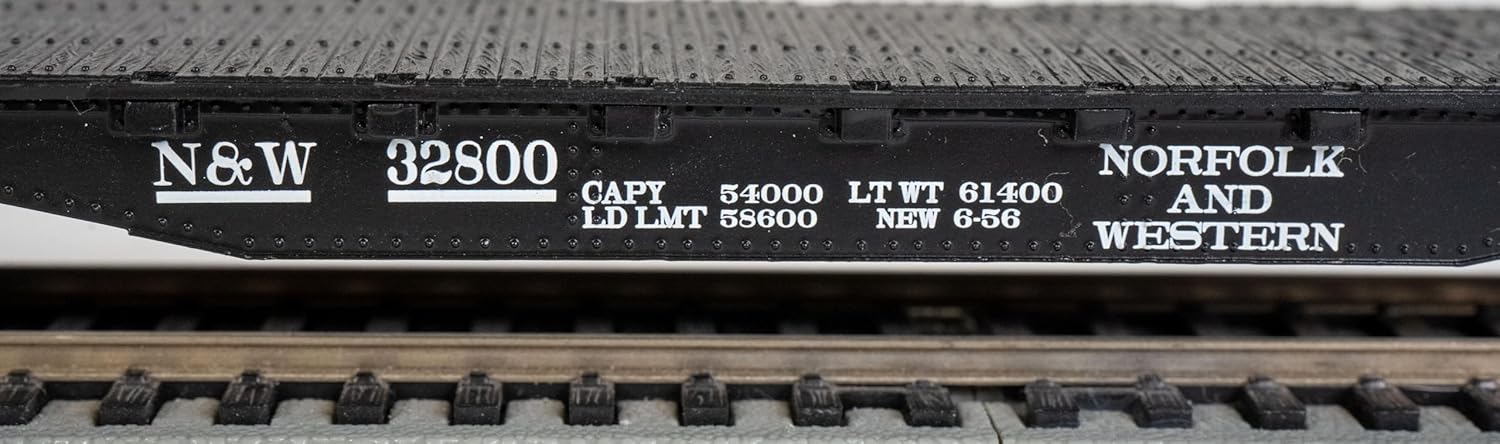 N&W 32800
CAPY 54000 LT WT 61400
LD LMT 58600 NEW 6-56
NORFOLK
AND
WESTERN